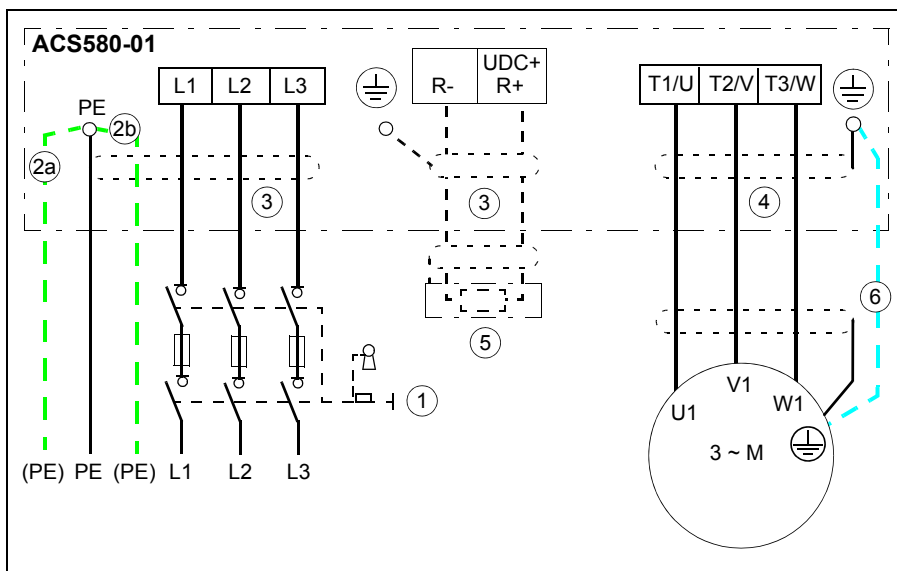 ACS580-01
L1 L2 L3
R- UDC+ R+
T1/U T2/V T3/W
PE
2a
2b
3
3
4
5
6
1
U1
V1
W1
3 ~ M
(PE) PE (PE) L1 L2 L3